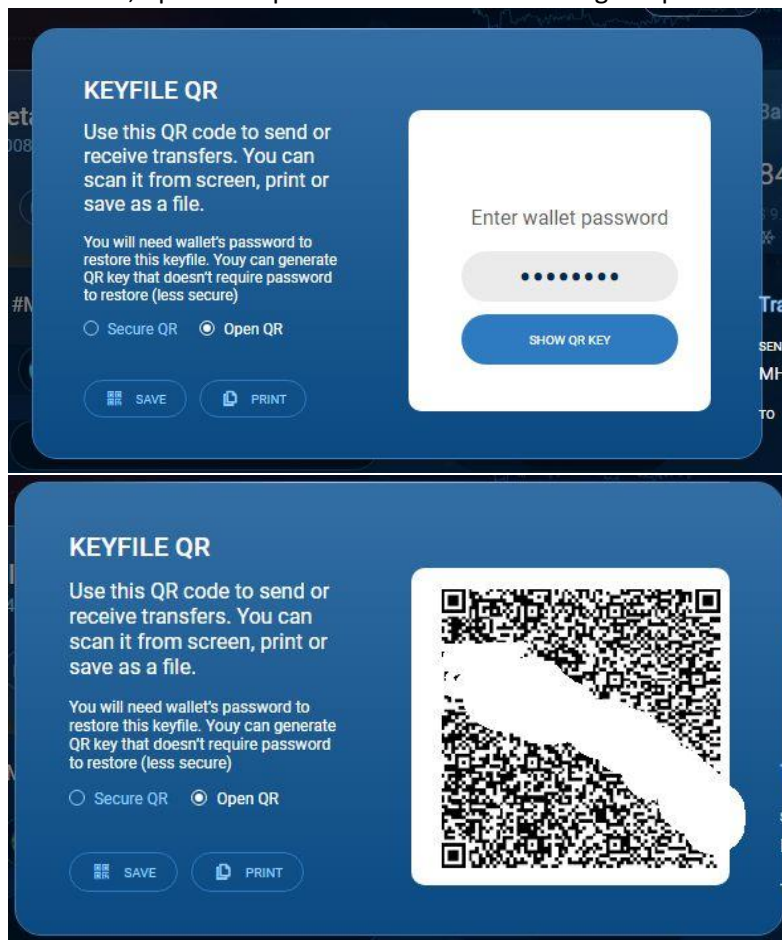 KEYFILE QR
Use this QR code to send or
receive transfers. You can
scan it from screen, print or
save as a file.
You will need wallet's password to
restore this keyfile. Youy can generate
QR key that doesn't require password
to restore (less secure)
Secure QR Open QR
SAVE PRINT
Enter wallet password
SHOW QR KEY
TO
KEYFILE QR
Use this QR code to send or
receive transfers. You can
scan it from screen, print or
save as a file.
You will need wallet's password to
restore this keyfile. Youy can generate
QR key that doesn't require password
to restore (less secure)
Secure QR Open QR
SAVE PRINT